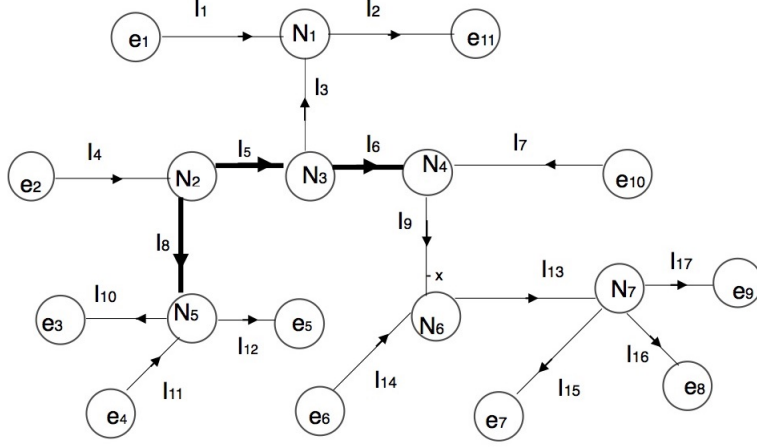 I1 I2
e1 N1 e11
I3
I4 I5 I6 I7
e2 N2 N3 N4 e10
I8 I9
x I13 I17
I10 N5 e5 N6 N7 e9
e3 I12
I11 I14 I15 I16
e4 e6 e7 e8